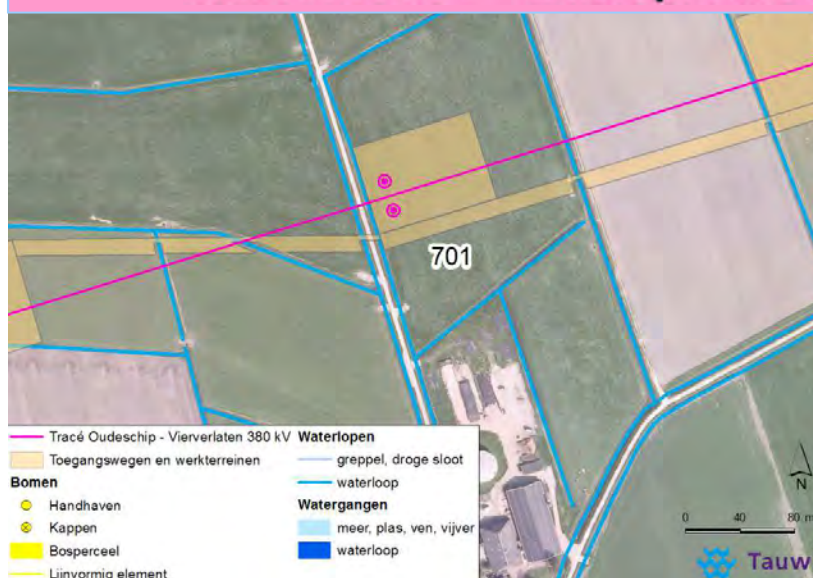 701
Tracé Oudeschip - Vierverlaten 380 kV
Toegangswegen en werkterreinen
Bomen
Handhaven
Kappen
Bosperceel
Lijnvormig element
Waterlopen
greppel, droge sloot
waterloop
Watergangen
meer, plas, ven, vijver
waterloop
N
0 40 80 m
Tauw